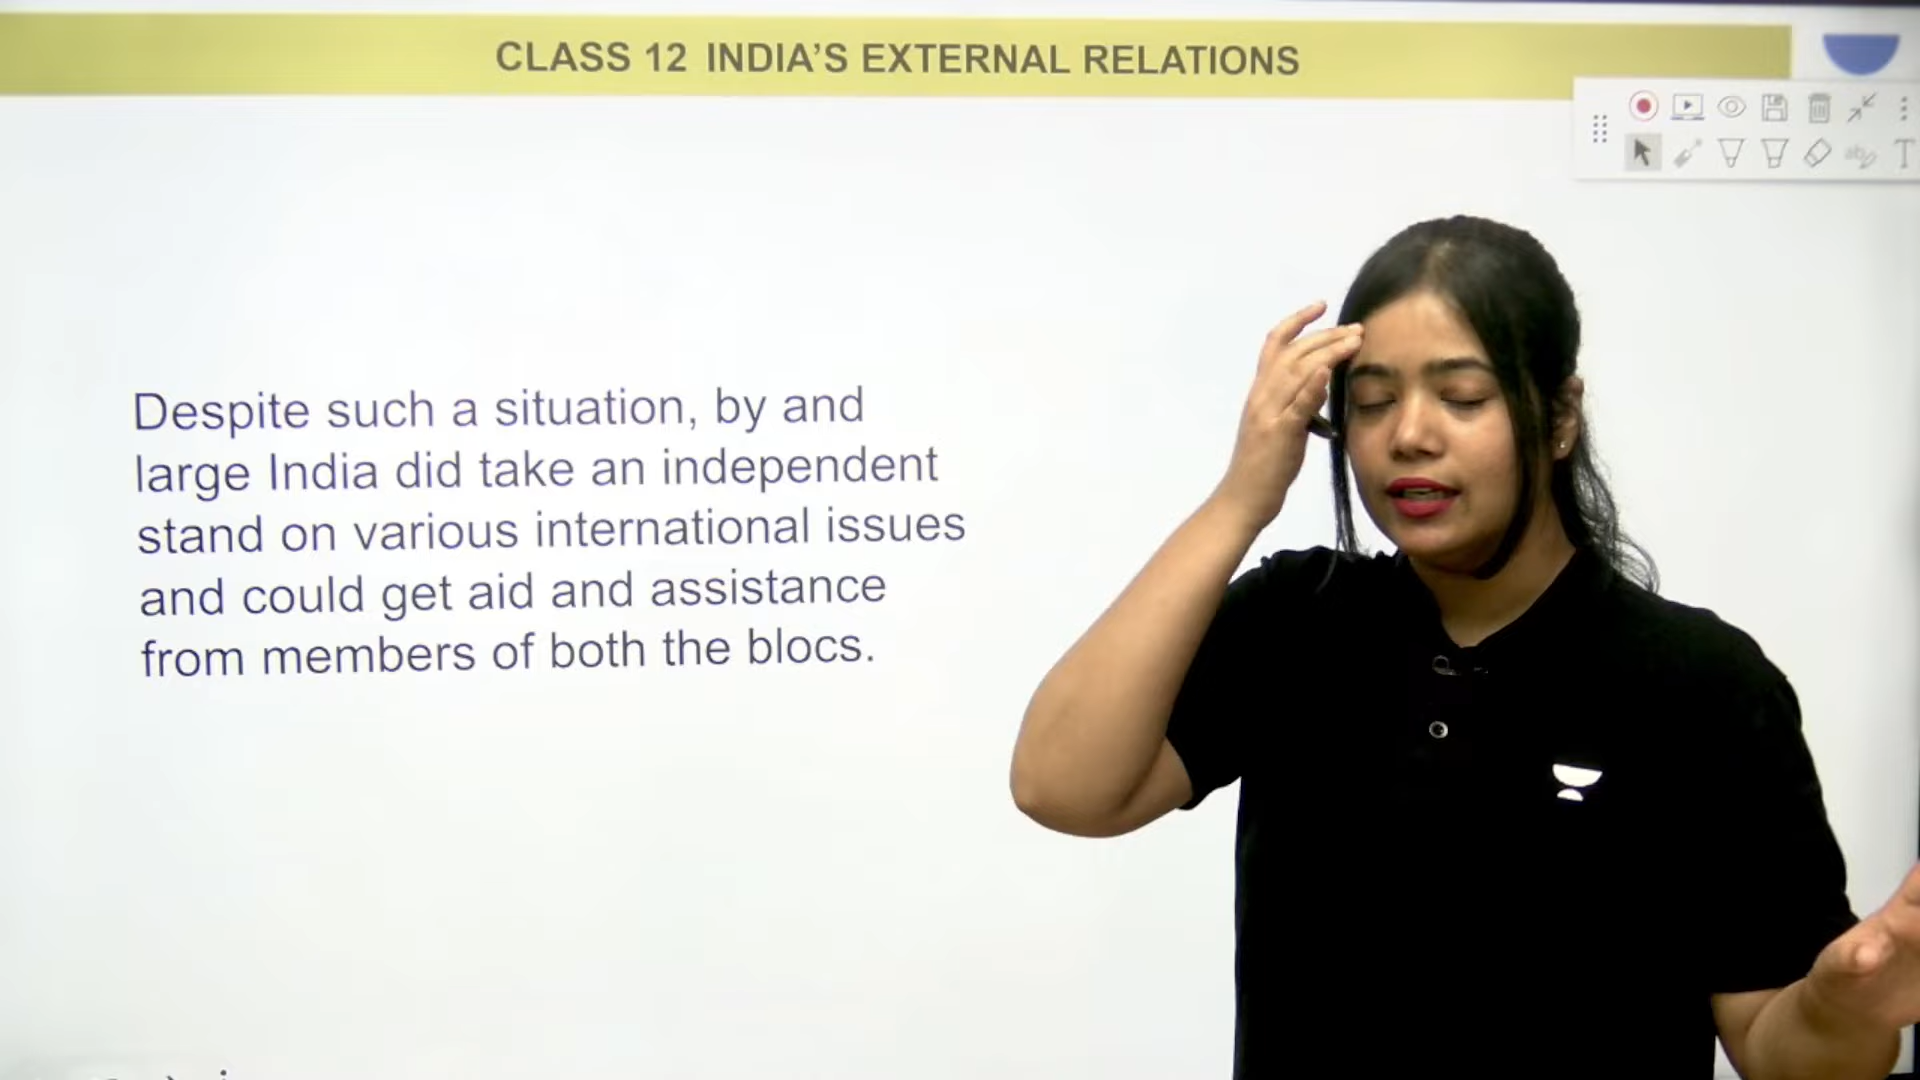 CLASS 12 INDIA'S EXTERNAL RELATIONS
Despite such a situation, by and
large India did take an independent
stand on various international issues
and could get aid and assistance
from members of both the blocs.